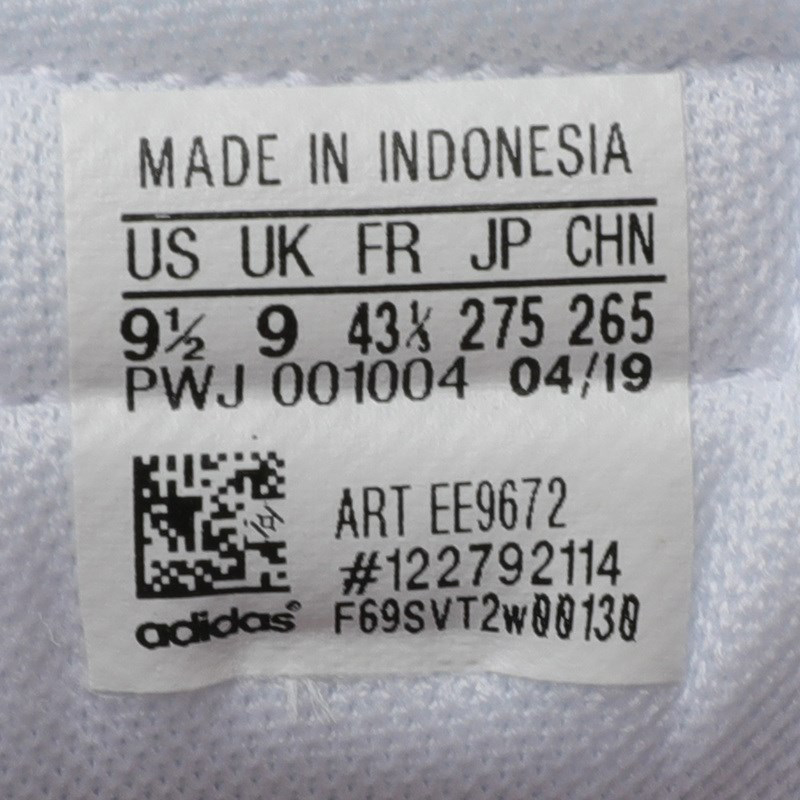 MADE IN INDONESIA
US UK FR JP CHN
9½ 9 43⅓ 275 265
PWJ 001004 04/19
ART EE9672
#122792114
F69SVT2w00130
adidas®